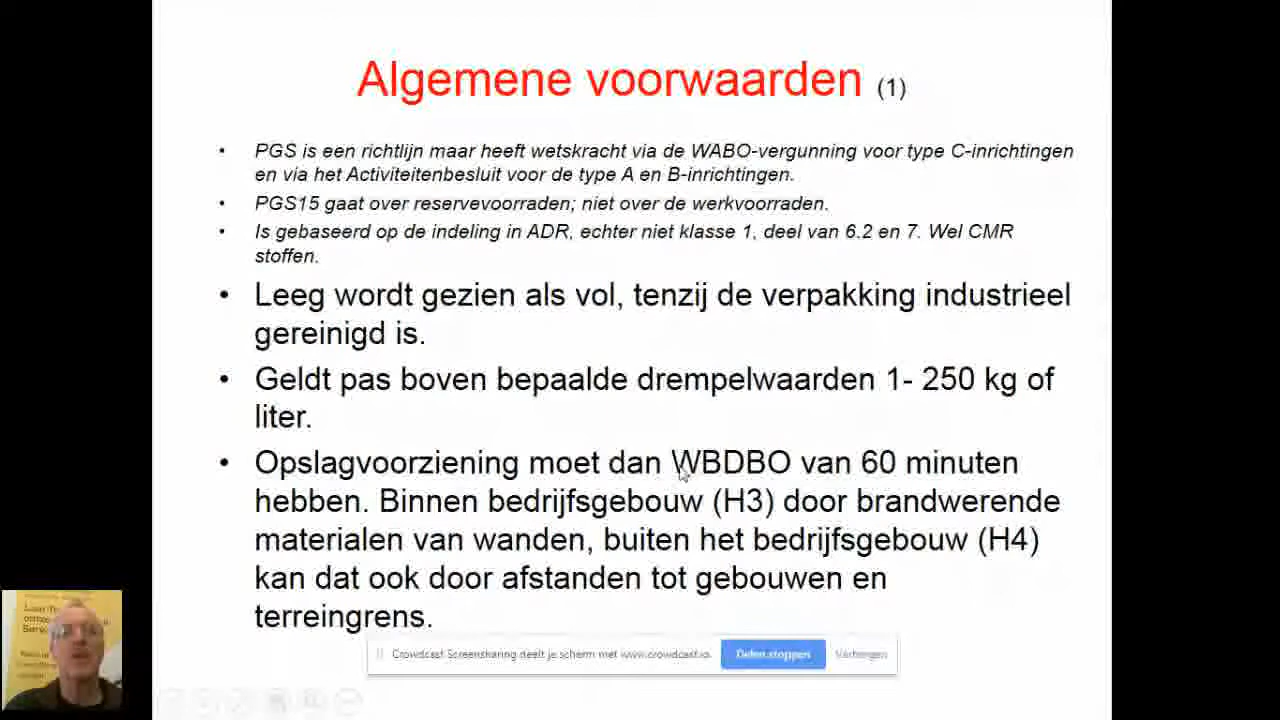 Algemene voorwaarden (1)
• PGS is een richtlijn maar heeft wetskracht via de WABO-vergunning voor type C-inrichtingen
en via het Activiteitenbesluit voor de type A en B-inrichtingen.
• PGS15 gaat over reservevoorraden; niet over de werkvoorraden.
• Is gebaseerd op de indeling in ADR, echter niet klasse 1, deel van 6.2 en 7. Wel CMR
stoffen.
• Leeg wordt gezien als vol, tenzij de verpakking industrieel
gereinigd is.
• Geldt pas boven bepaalde drempelwaarden 1- 250 kg of
liter.
• Opslagvoorziening moet dan WBDBO van 60 minuten
hebben. Binnen bedrijfsgebouw (H3) door brandwerende
materialen van wanden, buiten het bedrijfsgebouw (H4)
kan dat ook door afstanden tot gebouwen en
terreingrens.
Crowdcast Screensharing deelt je scherm met www.crowdcast.io.
Delen stoppen
Verbergen